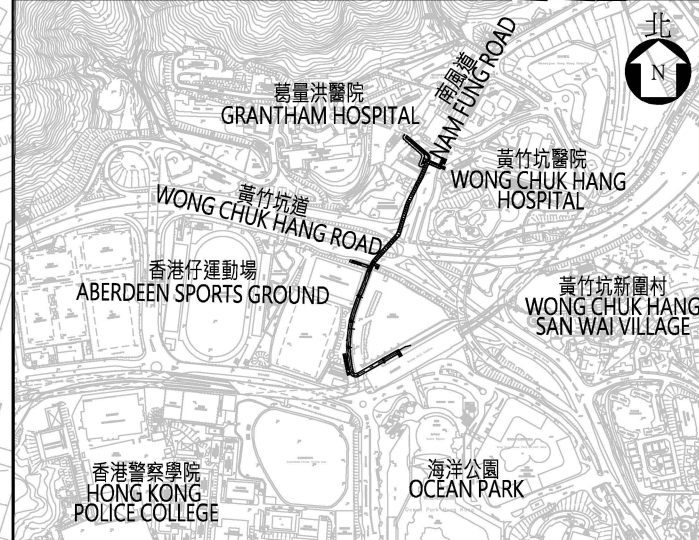 北
N
南風道
NAM FUNG ROAD
葛量洪醫院
GRANTHAM HOSPITAL
黃竹坑醫院
WONG CHUK HANG
HOSPITAL
黃竹坑道
WONG CHUK HANG ROAD
香港仔運動場
ABERDEEN SPORTS GROUND
黃竹坑新圍村
WONG CHUK HANG
SAN WAI VILLAGE
香港警察學院
HONG KONG
POLICE COLLEGE
海洋公園
OCEAN PARK